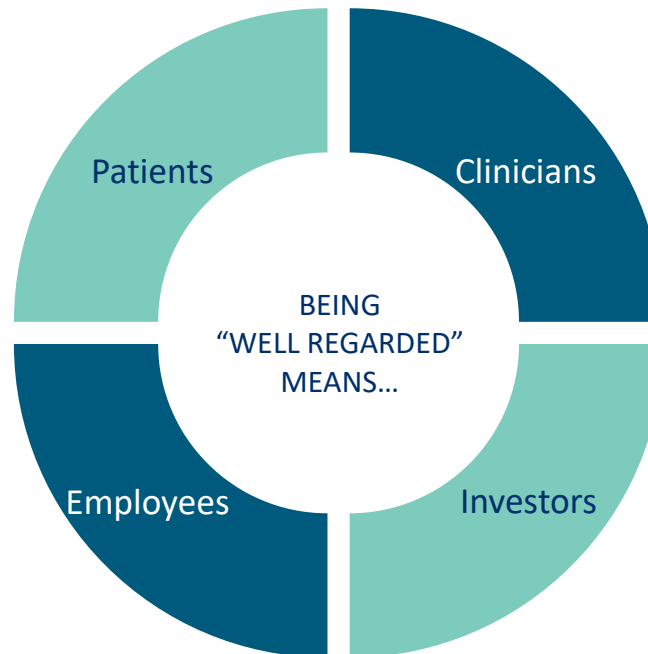 Patients
Clinicians
BEING
“WELL REGARDED”
MEANS...
Employees
Investors